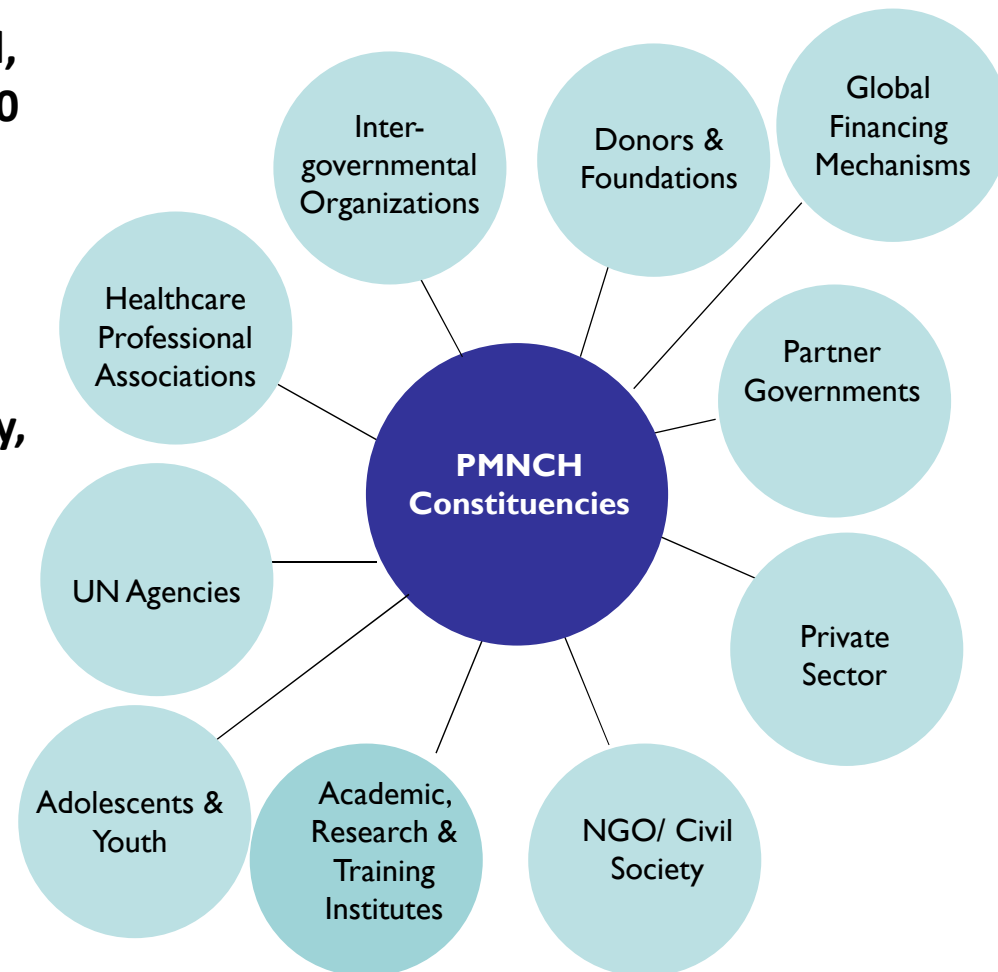 l,
0
y,
Inter-
governmental
Organizations
Donors &
Foundations
Global
Financing
Mechanisms
Healthcare
Professional
Associations
Partner
Governments
PMNCH
Constituencies
UN Agencies
Private
Sector
Adolescents &
Youth
Academic,
Research &
Training
Institutes
NGO/ Civil
Society